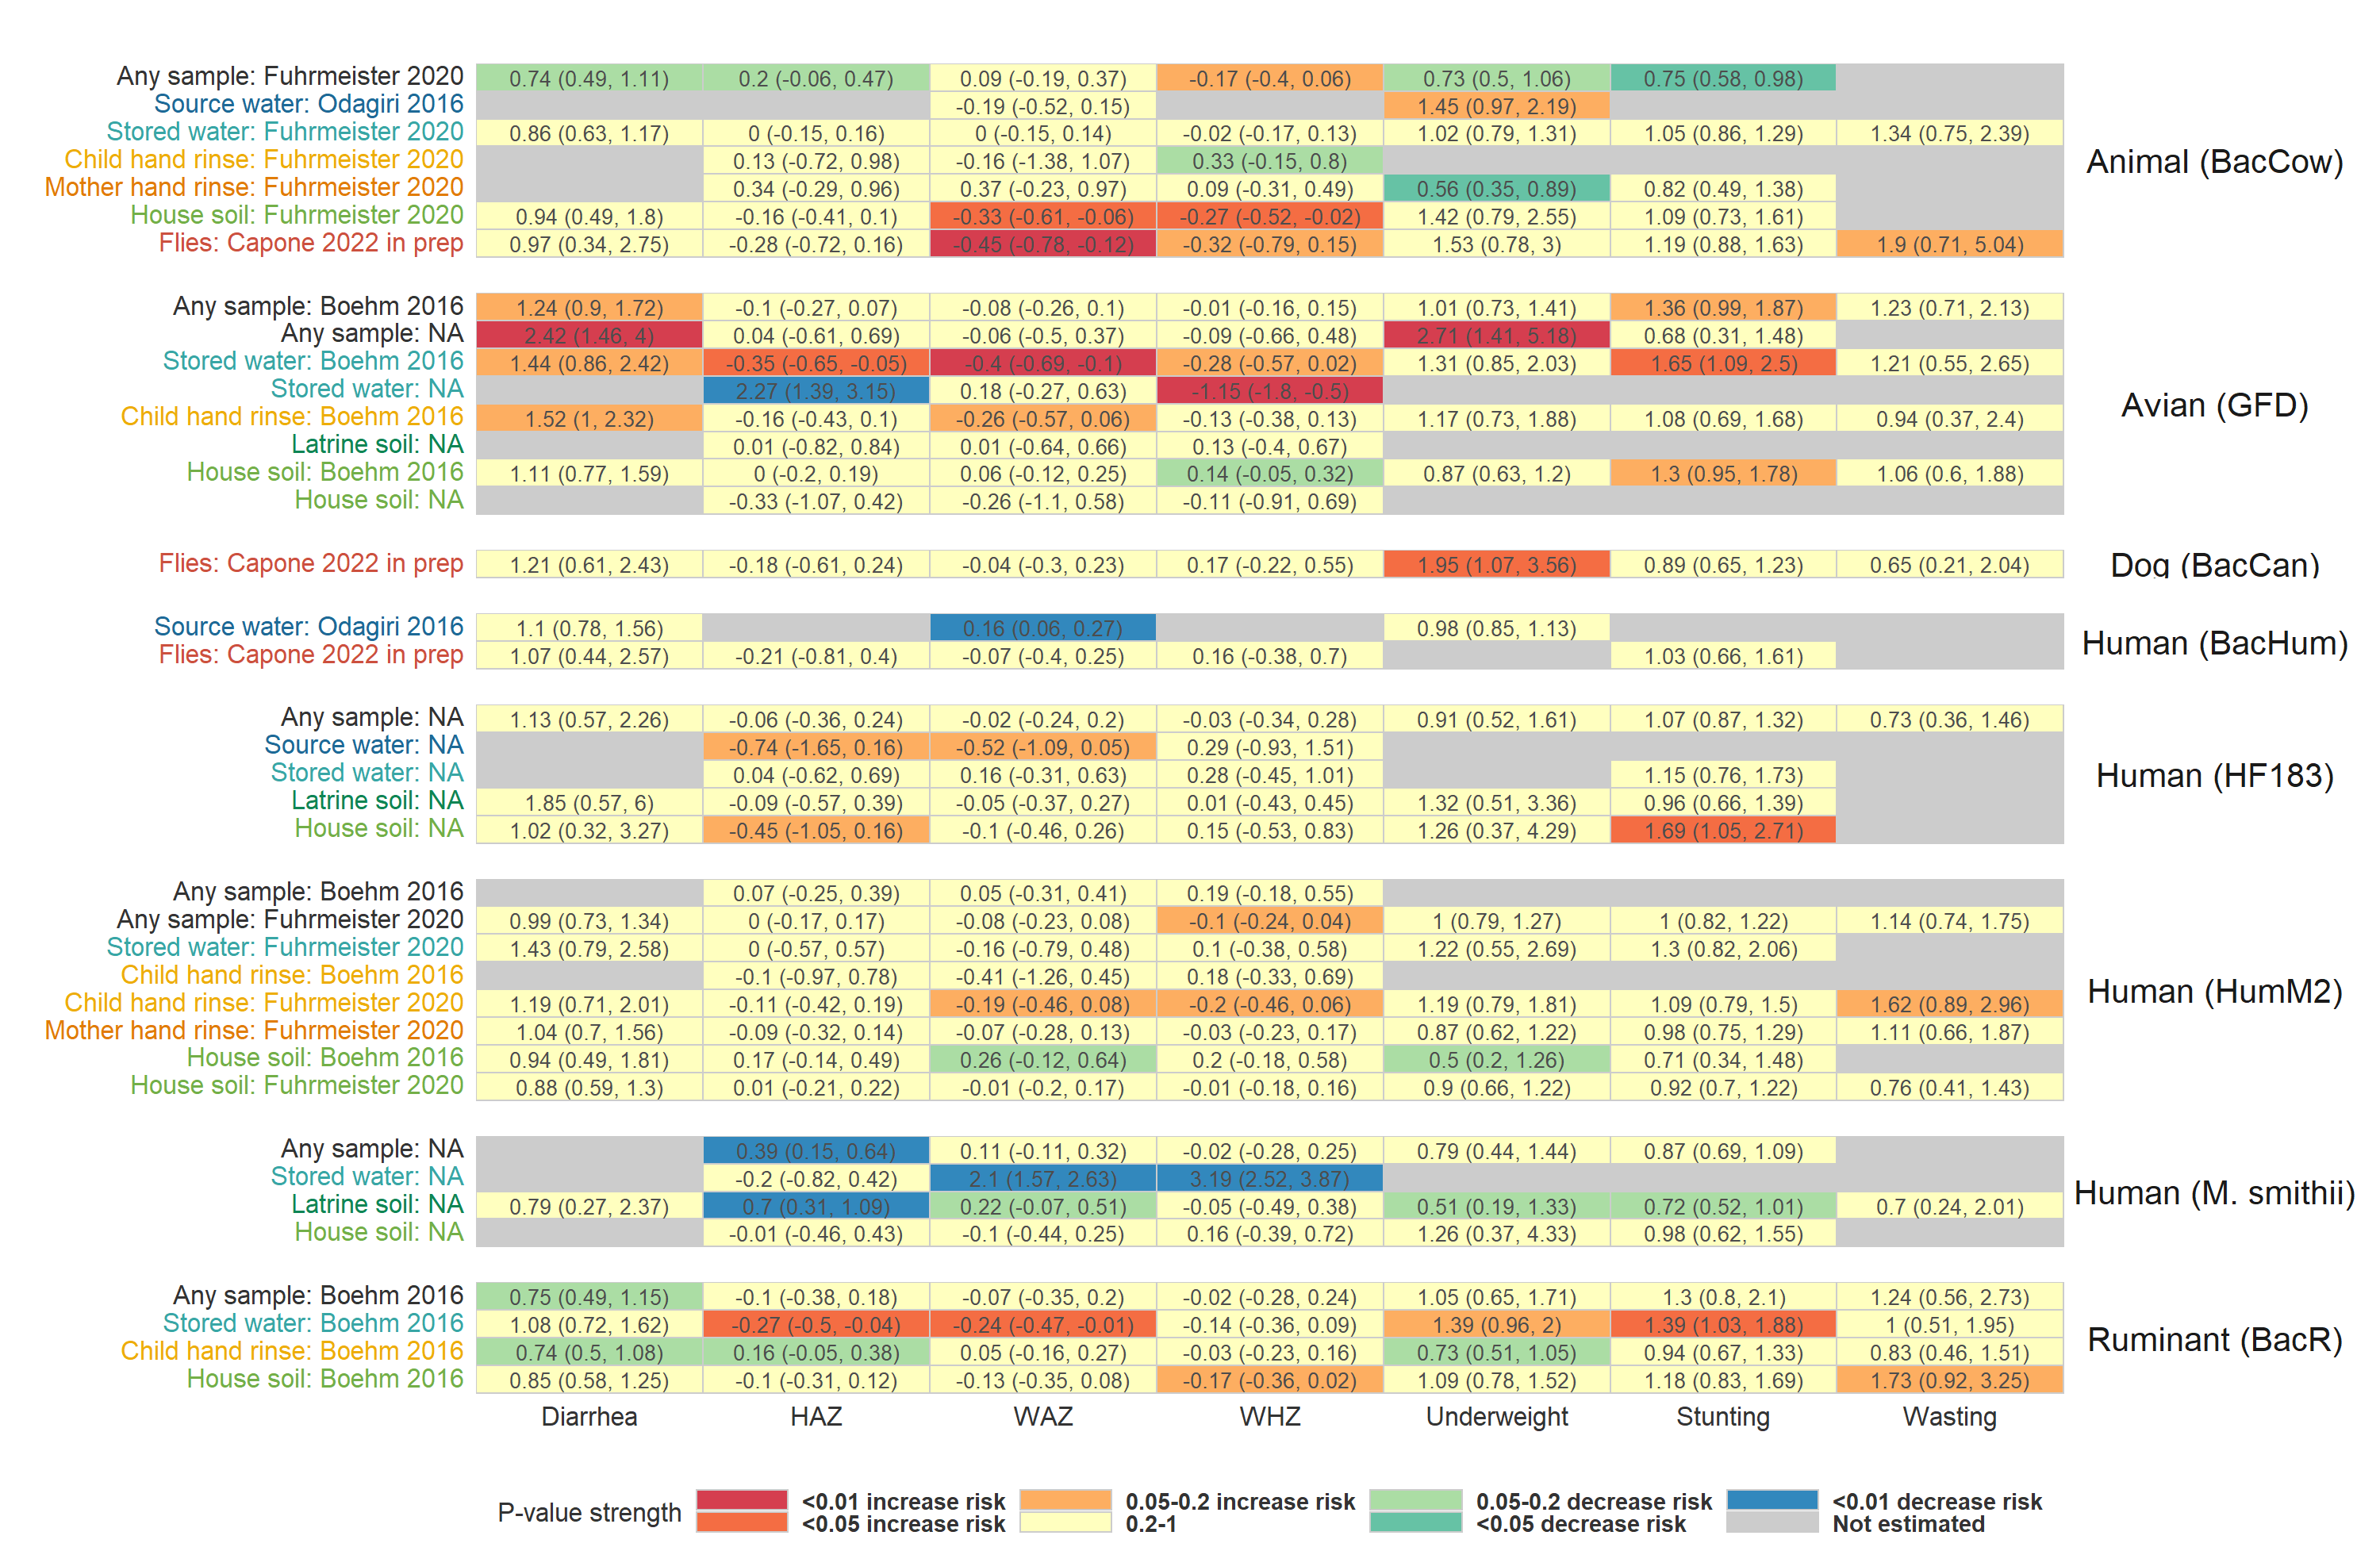 Any sample: Fuhrmeister 2020 0.74 (0.49, 1.11) 0.2 (-0.06, 0.47) 0.09 (-0.19, 0.37) -0.17 (-0.4, 0.06) 0.73 (0.5, 1.06) 0.75 (0.58, 0.98)
Source water: Odagiri 2016 -0.19 (-0.52, 0.15) 1.45 (0.97, 2.19)
Stored water: Fuhrmeister 2020 0.86 (0.63, 1.17) 0 (-0.15, 0.16) 0 (-0.15, 0.14) -0.02 (-0.17, 0.13) 1.02 (0.79, 1.31) 1.05 (0.86, 1.29) 1.34 (0.75, 2.39)
Child hand rinse: Fuhrmeister 2020 0.13 (-0.72, 0.98) -0.16 (-1.38, 1.07) 0.33 (-0.15, 0.8) Animal (BacCow)
Mother hand rinse: Fuhrmeister 2020 0.34 (-0.29, 0.96) 0.37 (-0.23, 0.97) 0.09 (-0.31, 0.49) 0.56 (0.35, 0.89) 0.82 (0.49, 1.38)
House soil: Fuhrmeister 2020 0.94 (0.49, 1.8) -0.16 (-0.41, 0.1) -0.33 (-0.61, -0.06) -0.27 (-0.52, -0.02) 1.42 (0.79, 2.55) 1.09 (0.73, 1.61)
Flies: Capone 2022 in prep 0.97 (0.34, 2.75) -0.28 (-0.72, 0.16) -0.45 (-0.78, -0.12) -0.32 (-0.79, 0.15) 1.53 (0.78, 3) 1.19 (0.88, 1.63) 1.9 (0.71, 5.04)
Any sample: Boehm 2016 1.24 (0.9, 1.72) -0.1 (-0.27, 0.07) -0.08 (-0.26, 0.1) -0.01 (-0.16, 0.15) 1.01 (0.73, 1.41) 1.36 (0.99, 1.87) 1.23 (0.71, 2.13)
Any sample: NA 2.42 (1.46, 4) 0.04 (-0.61, 0.69) -0.06 (-0.5, 0.37) -0.09 (-0.66, 0.48) 2.71 (1.41, 5.18) 0.68 (0.31, 1.48)
Stored water: Boehm 2016 1.44 (0.86, 2.42) -0.35 (-0.65, -0.05) -0.4 (-0.69, -0.1) -0.28 (-0.57, 0.02) 1.31 (0.85, 2.03) 1.65 (1.09, 2.5) 1.21 (0.55, 2.65)
Stored water: NA 2.27 (1.39, 3.15) 0.18 (-0.27, 0.63) -1.15 (-1.8, -0.5)
Child hand rinse: Boehm 2016 1.52 (1, 2.32) -0.16 (-0.43, 0.1) -0.26 (-0.57, 0.06) -0.13 (-0.38, 0.13) 1.17 (0.73, 1.88) 1.08 (0.69, 1.68) 0.94 (0.37, 2.4) Avian (GFD)
Latrine soil: NA 0.01 (-0.82, 0.84) 0.01 (-0.64, 0.66) 0.13 (-0.4, 0.67)
House soil: Boehm 2016 1.11 (0.77, 1.59) 0 (-0.2, 0.19) 0.06 (-0.12, 0.25) 0.14 (-0.05, 0.32) 0.87 (0.63, 1.2) 1.3 (0.95, 1.78) 1.06 (0.6, 1.88)
House soil: NA -0.33 (-1.07, 0.42) -0.26 (-1.1, 0.58) -0.11 (-0.91, 0.69)
Flies: Capone 2022 in prep 1.21 (0.61, 2.43) -0.18 (-0.61, 0.24) -0.04 (-0.3, 0.23) 0.17 (-0.22, 0.55) 1.95 (1.07, 3.56) 0.89 (0.65, 1.23) 0.65 (0.21, 2.04) Dog (BacCan)
Source water: Odagiri 2016 1.1 (0.78, 1.56) 0.16 (0.06, 0.27) 0.98 (0.85, 1.13) Human (BacHum)
Flies: Capone 2022 in prep 1.07 (0.44, 2.57) -0.21 (-0.81, 0.4) -0.07 (-0.4, 0.25) 0.16 (-0.38, 0.7) 1.03 (0.66, 1.61)
Any sample: NA 1.13 (0.57, 2.26) -0.06 (-0.36, 0.24) -0.02 (-0.24, 0.2) -0.03 (-0.34, 0.28) 0.91 (0.52, 1.61) 1.07 (0.87, 1.32) 0.73 (0.36, 1.46)
Source water: NA -0.74 (-1.65, 0.16) -0.52 (-1.09, 0.05) 0.29 (-0.93, 1.51)
Stored water: NA 0.04 (-0.62, 0.69) 0.16 (-0.31, 0.63) 0.28 (-0.45, 1.01) 1.15 (0.76, 1.73) Human (HF183)
Latrine soil: NA 1.85 (0.57, 6) -0.09 (-0.57, 0.39) -0.05 (-0.37, 0.27) 0.01 (-0.43, 0.45) 1.32 (0.51, 3.36) 0.96 (0.66, 1.39)
House soil: NA 1.02 (0.32, 3.27) -0.45 (-1.05, 0.16) -0.1 (-0.46, 0.26) 0.15 (-0.53, 0.83) 1.26 (0.37, 4.29) 1.69 (1.05, 2.71)
Any sample: Boehm 2016 0.07 (-0.25, 0.39) 0.05 (-0.31, 0.41) 0.19 (-0.18, 0.55)
Any sample: Fuhrmeister 2020 0.99 (0.73, 1.34) 0 (-0.17, 0.17) -0.08 (-0.23, 0.08) -0.1 (-0.24, 0.04) 1 (0.79, 1.27) 1 (0.82, 1.22) 1.14 (0.74, 1.75)
Stored water: Fuhrmeister 2020 1.43 (0.79, 2.58) 0 (-0.57, 0.57) -0.16 (-0.79, 0.48) 0.1 (-0.38, 0.58) 1.22 (0.55, 2.69) 1.3 (0.82, 2.06)
Child hand rinse: Boehm 2016 -0.1 (-0.97, 0.78) -0.41 (-1.26, 0.45) 0.18 (-0.33, 0.69)
Child hand rinse: Fuhrmeister 2020 1.19 (0.71, 2.01) -0.11 (-0.42, 0.19) -0.19 (-0.46, 0.08) -0.2 (-0.46, 0.06) 1.19 (0.79, 1.81) 1.09 (0.79, 1.5) 1.62 (0.89, 2.96) Human (HumM2)
Mother hand rinse: Fuhrmeister 2020 1.04 (0.7, 1.56) -0.09 (-0.32, 0.14) -0.07 (-0.28, 0.13) -0.03 (-0.23, 0.17) 0.87 (0.62, 1.22) 0.98 (0.75, 1.29) 1.11 (0.66, 1.87)
House soil: Boehm 2016 0.94 (0.49, 1.81) 0.17 (-0.14, 0.49) 0.26 (-0.12, 0.64) 0.2 (-0.18, 0.58) 0.5 (0.2, 1.26) 0.71 (0.34, 1.48)
House soil: Fuhrmeister 2020 0.88 (0.59, 1.3) 0.01 (-0.21, 0.22) -0.01 (-0.2, 0.17) -0.01 (-0.18, 0.16) 0.9 (0.66, 1.22) 0.92 (0.7, 1.22) 0.76 (0.41, 1.43)
Any sample: NA 0.39 (0.15, 0.64) 0.11 (-0.11, 0.32) -0.02 (-0.28, 0.25) 0.79 (0.44, 1.44) 0.87 (0.69, 1.09)
Stored water: NA -0.2 (-0.82, 0.42) 2.1 (1.57, 2.63) 3.19 (2.52, 3.87)
Latrine soil: NA 0.79 (0.27, 2.37) 0.7 (0.31, 1.09) 0.22 (-0.07, 0.51) -0.05 (-0.49, 0.38) 0.51 (0.19, 1.33) 0.72 (0.52, 1.01) 0.7 (0.24, 2.01) Human (M. smithii)
House soil: NA -0.01 (-0.46, 0.43) -0.1 (-0.44, 0.25) 0.16 (-0.39, 0.72) 1.26 (0.37, 4.33) 0.98 (0.62, 1.55)
Any sample: Boehm 2016 0.75 (0.49, 1.15) -0.1 (-0.38, 0.18) -0.07 (-0.35, 0.2) -0.02 (-0.28, 0.24) 1.05 (0.65, 1.71) 1.3 (0.8, 2.1) 1.24 (0.56, 2.73)
Stored water: Boehm 2016 1.08 (0.72, 1.62) -0.27 (-0.5, -0.04) -0.24 (-0.47, -0.01) -0.14 (-0.36, 0.09) 1.39 (0.96, 2) 1.39 (1.03, 1.88) 1 (0.51, 1.95)
Child hand rinse: Boehm 2016 0.74 (0.5, 1.08) 0.16 (-0.05, 0.38) 0.05 (-0.16, 0.27) -0.03 (-0.23, 0.16) 0.73 (0.51, 1.05) 0.94 (0.67, 1.33) 0.83 (0.46, 1.51) Ruminant (BacR)
House soil: Boehm 2016 0.85 (0.58, 1.25) -0.1 (-0.31, 0.12) -0.13 (-0.35, 0.08) -0.17 (-0.36, 0.02) 1.09 (0.78, 1.52) 1.18 (0.83, 1.69) 1.73 (0.92, 3.25)
Diarrhea HAZ WAZ WHZ Underweight Stunting Wasting
P-value strength
<0.01 increase risk 0.05-0.2 increase risk 0.05-0.2 decrease risk <0.01 decrease risk
<0.05 increase risk 0.2-1 <0.05 decrease risk Not estimated